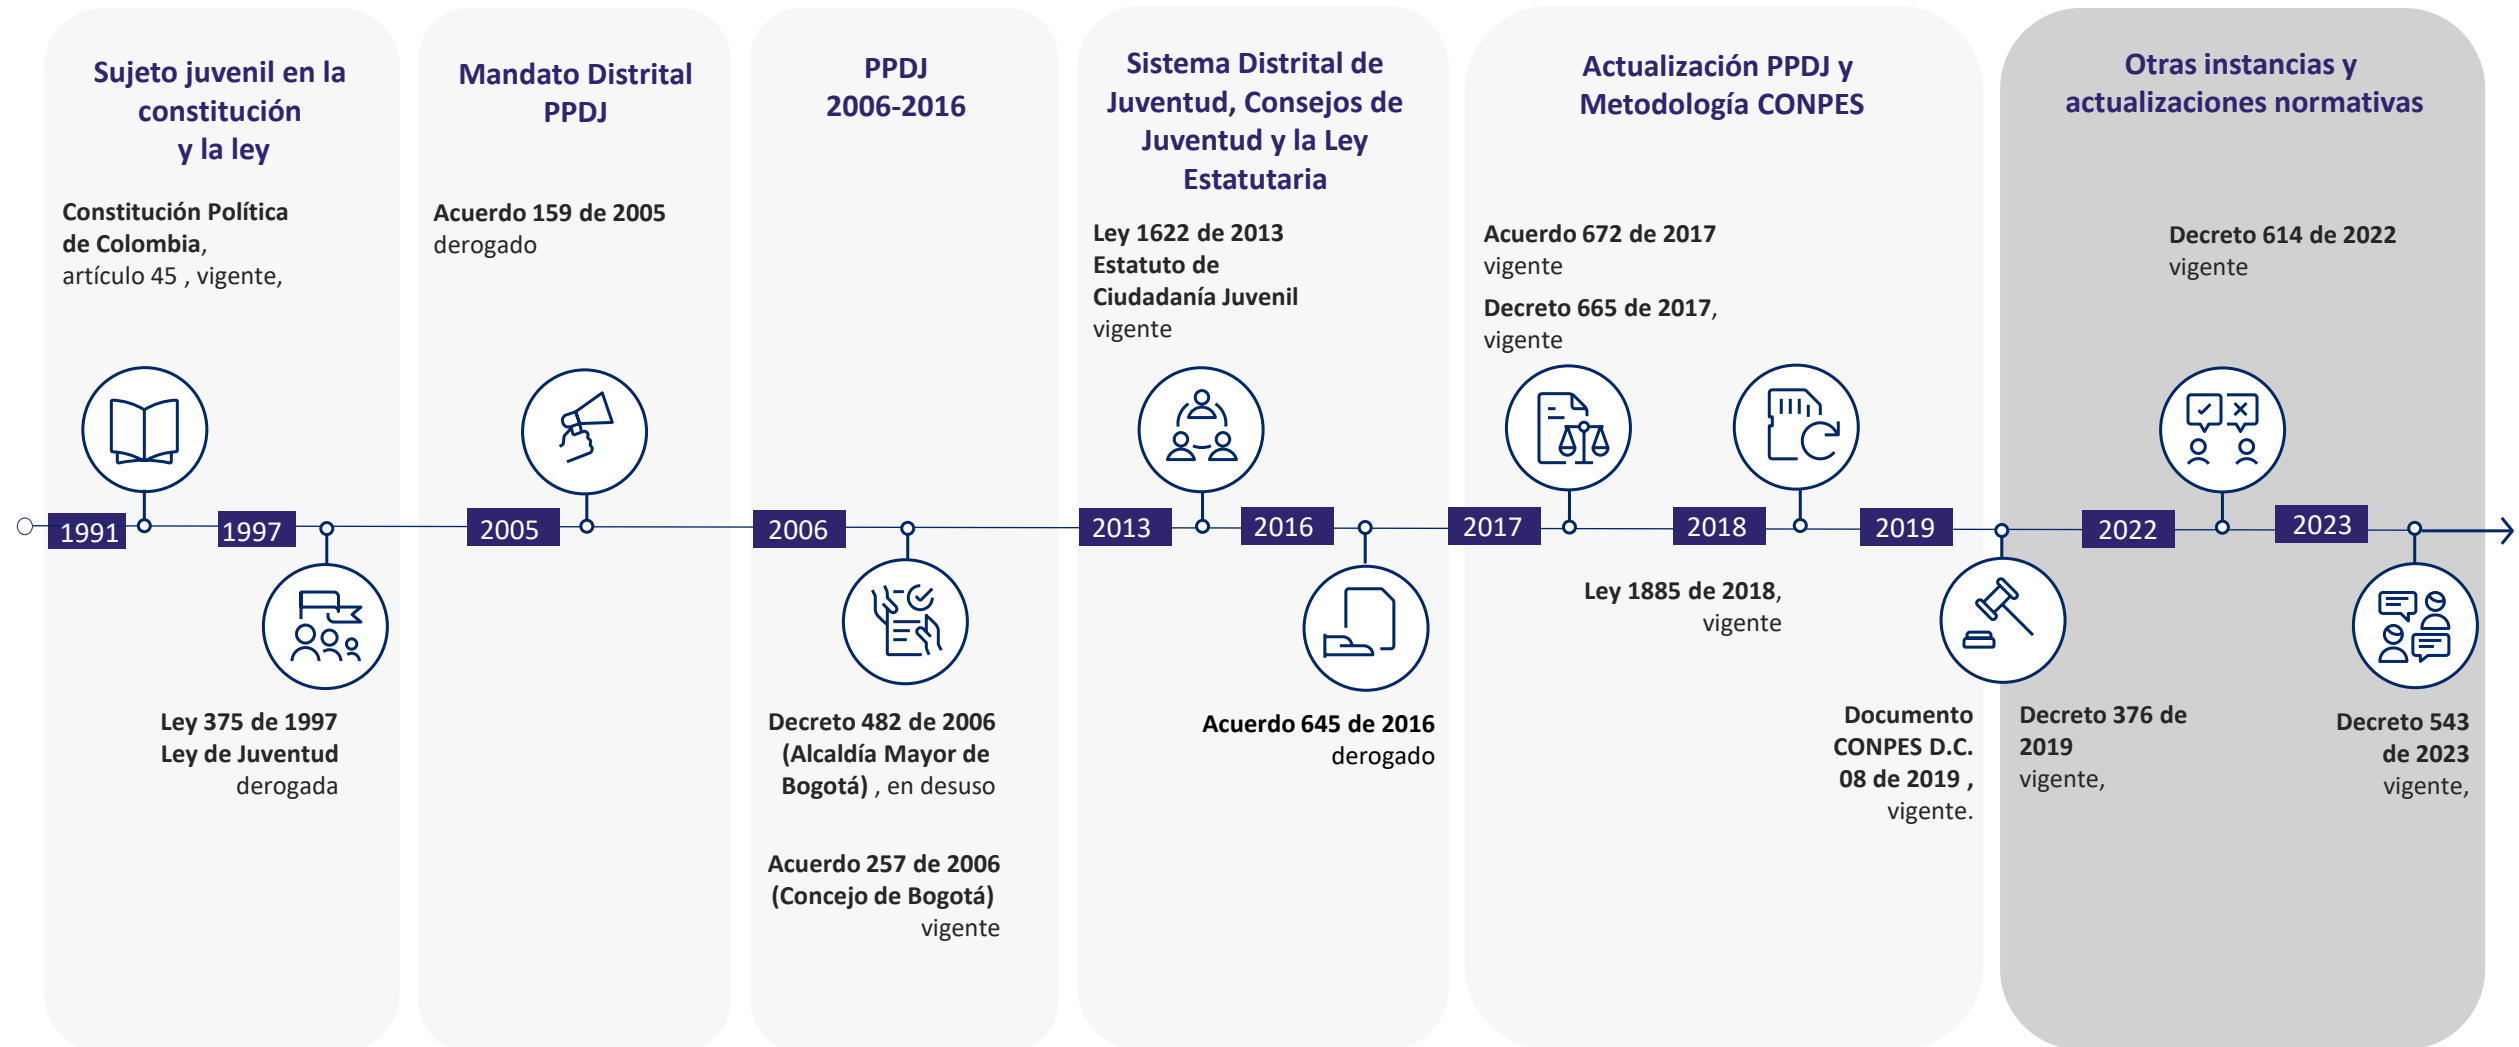 Sujeto juvenil en la
constitución
y la ley
Constitución Política
de Colombia,
artículo 45 , vigente,
1991
1997
Ley 375 de 1997
Ley de Juventud
derogada
Mandato Distrital
PPDJ
Acuerdo 159 de 2005
derogado
2005
PPDJ
2006-2016
2006
Decreto 482 de 2006
(Alcaldía Mayor de
Bogotá) , en desuso
Acuerdo 257 de 2006
(Concejo de Bogotá)
vigente
Sistema Distrital de
Juventud, Consejos de
Juventud y la Ley
Estatutaria
Ley 1622 de 2013
Estatuto de
Ciudadanía Juvenil
vigente
2013
2016
Acuerdo 645 de 2016
derogado
Actualización PPDJ y
Metodología CONPES
Acuerdo 672 de 2017
vigente
Decreto 665 de 2017,
vigente
2017
2018
2019
Ley 1885 de 2018,
vigente
Documento
CONPES D.C.
08 de 2019 ,
vigente.
Otras instancias y
actualizaciones normativas
Decreto 614 de 2022
vigente
2022
2023
Decreto 376 de
2019
vigente,
Decreto 543
de 2023
vigente,